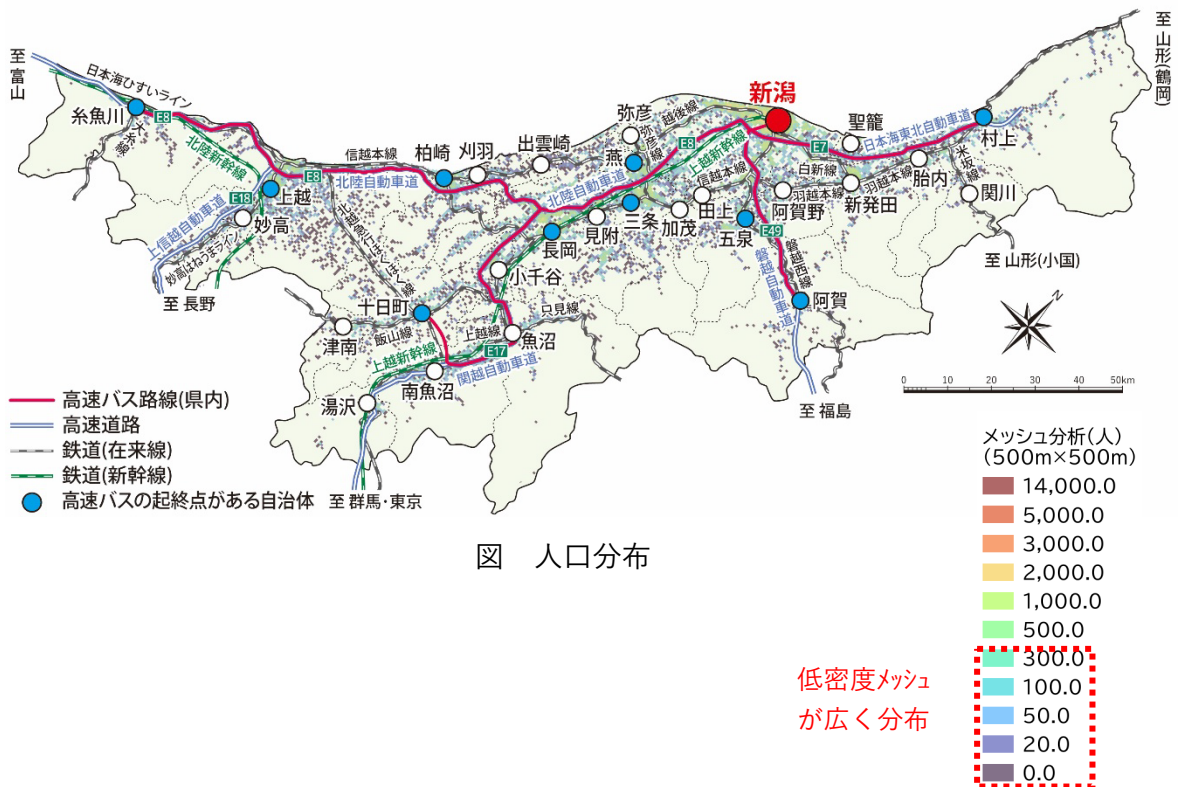 至富山
日本海ひすいライン
糸魚川
大糸線
E8
北陸新幹線
E18
上越
上信越自動車道
妙高
妙高はねうまライン
至 長野
信越本線
E8
北陸自動車道
北越急行ほくほく線
柏崎
刈羽
出雲崎
弥彦
越後線
弥彦線
燕
北陸自動車道
E8
上越新幹線
信越本線
新潟
聖籠
E7
日本海東北自動車道
村上
至山形(鶴岡)
白新線
羽越本線
羽越本線
米坂線
胎内
関川
新発田
阿賀野
至 山形(小国)
五泉
E49
磐越西線
磐越自動車道
阿賀
至 福島
田上
加茂
三条
見附
長岡
小千谷
只見線
魚沼
上越線
十日町
飯山線
津南
上越新幹線
E17
関越自動車道
南魚沼
湯沢
至 群馬・東京
N
0 10 20 30 40 50km
高速バス路線(県内)
高速道路
鉄道(在来線)
鉄道(新幹線)
高速バスの起終点がある自治体
図 人口分布
メッシュ分析(人)
(500m×500m)
14,000.0
5,000.0
3,000.0
2,000.0
1,000.0
500.0
300.0
100.0
50.0
20.0
0.0
低密度メッシュ
が広く分布